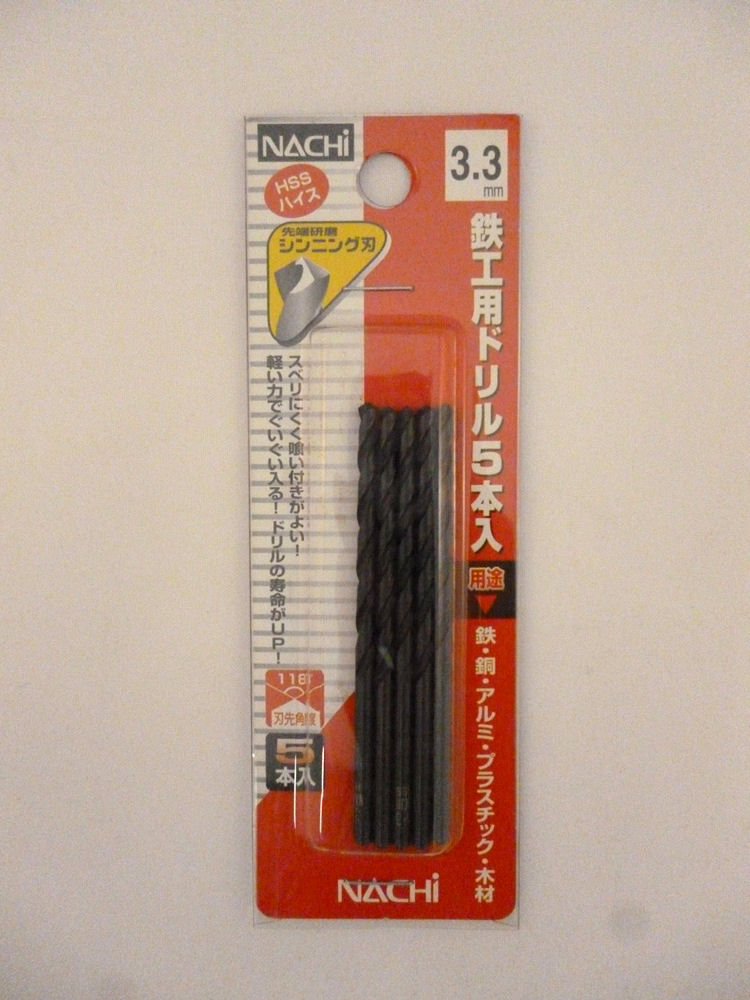 NACHi
3.3
mm
HSS
ハイス
先端研磨
シンニング刃
鉄工用ドリル5本入
スベリにくく喰い付きがよい!
軽い力でぐいぐい入る!ドリルの寿命がUP!
用途
鉄・銅・アルミ・プラスチック・木材
118°
刃先角度
5
本入
NACHi